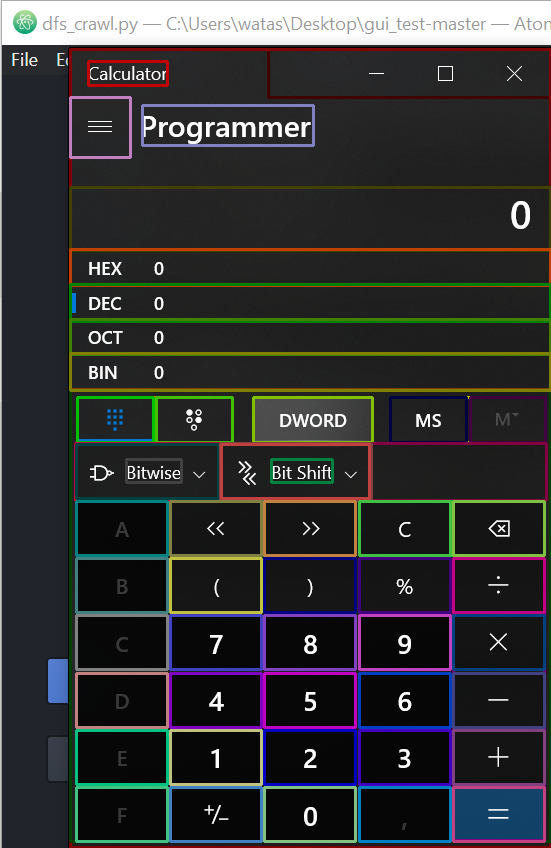 dfs_crawl.py — C:\Users\watas\Desktop\gui_test-master — Atom
File
Calculator
Programmer
0
HEX 0
DEC 0
OCT 0
BIN 0
DWORD MS M˅
Bitwise Bit Shift
A << >> C
B ( ) % ÷
C 7 8 9 ×
D 4 5 6 −
E 1 2 3 +
F +/− 0 , =